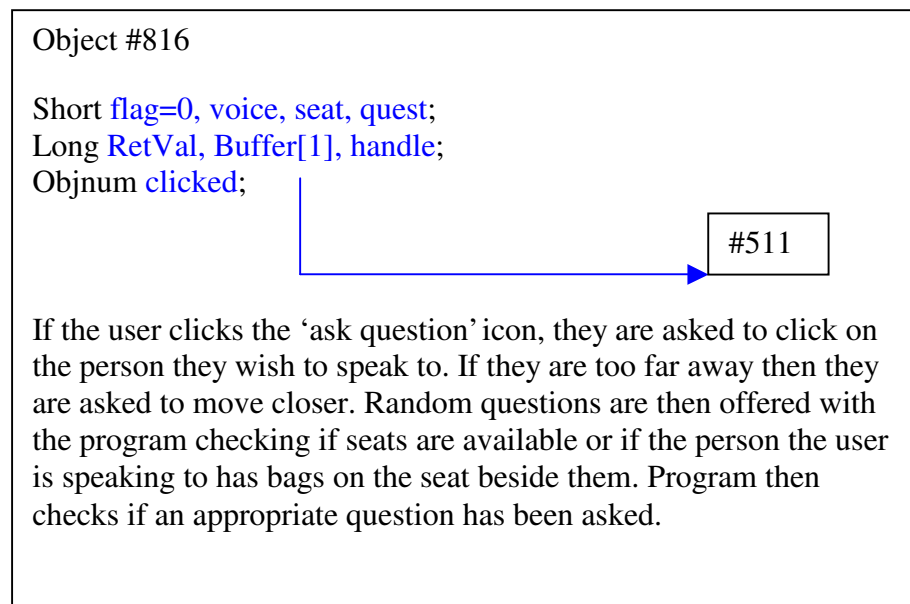 Object #816
Short flag=0, voice, seat, quest;
Long RetVal, Buffer[1], handle;
Objnum clicked;
#511
If the user clicks the ‘ask question’ icon, they are asked to click on
the person they wish to speak to. If they are too far away then they
are asked to move closer. Random questions are then offered with
the program checking if seats are available or if the person the user
is speaking to has bags on the seat beside them. Program then
checks if an appropriate question has been asked.